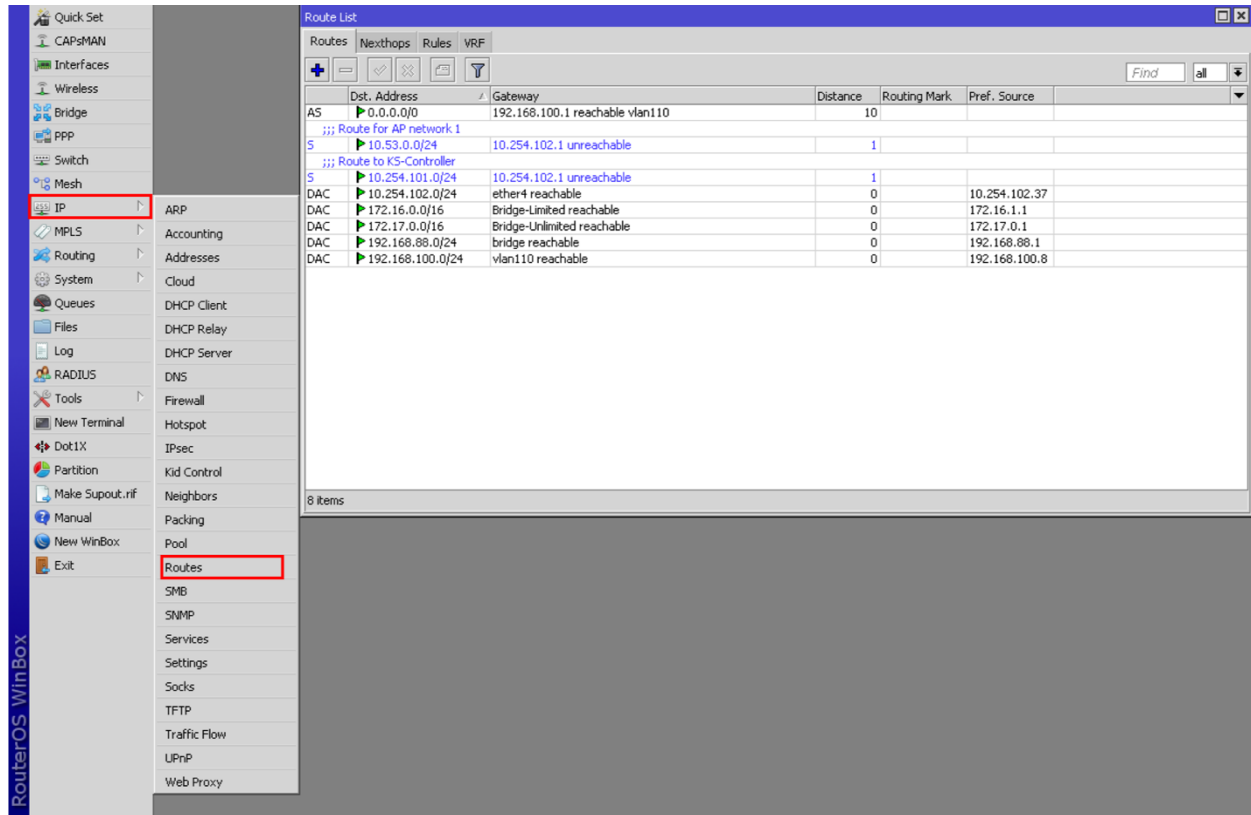 Quick Set
CAPsMAN
Interfaces
Wireless
Bridge
PPP
Switch
Mesh
IP
MPLS
Routing
System
Queues
Files
Log
RADIUS
Tools
New Terminal
Dot1X
Partition
Make Supout.rif
Manual
New WinBox
Exit
RouterOS WinBox
ARP
Accounting
Addresses
Cloud
DHCP Client
DHCP Relay
DHCP Server
DNS
Firewall
Hotspot
IPsec
Kid Control
Neighbors
Packing
Pool
Routes
SMB
SNMP
Services
Settings
Socks
TFTP
Traffic Flow
UPnP
Web Proxy
Route List
Routes Nexthops Rules VRF
Find all
Dst. Address Gateway Distance Routing Mark Pref. Source
AS 0.0.0.0/0 192.168.100.1 reachable vlan110 10
;;; Route for AP network 1
S 10.53.0.0/24 10.254.102.1 unreachable 1
;;; Route to KS-Controller
S 10.254.101.0/24 10.254.102.1 unreachable 1
DAC 10.254.102.0/24 ether4 reachable 0 10.254.102.37
DAC 172.16.0.0/16 Bridge-Limited reachable 0 172.16.1.1
DAC 172.17.0.0/16 Bridge-Unlimited reachable 0 172.17.0.1
DAC 192.168.88.0/24 bridge reachable 0 192.168.88.1
DAC 192.168.100.0/24 vlan110 reachable 0 192.168.100.8
8 items